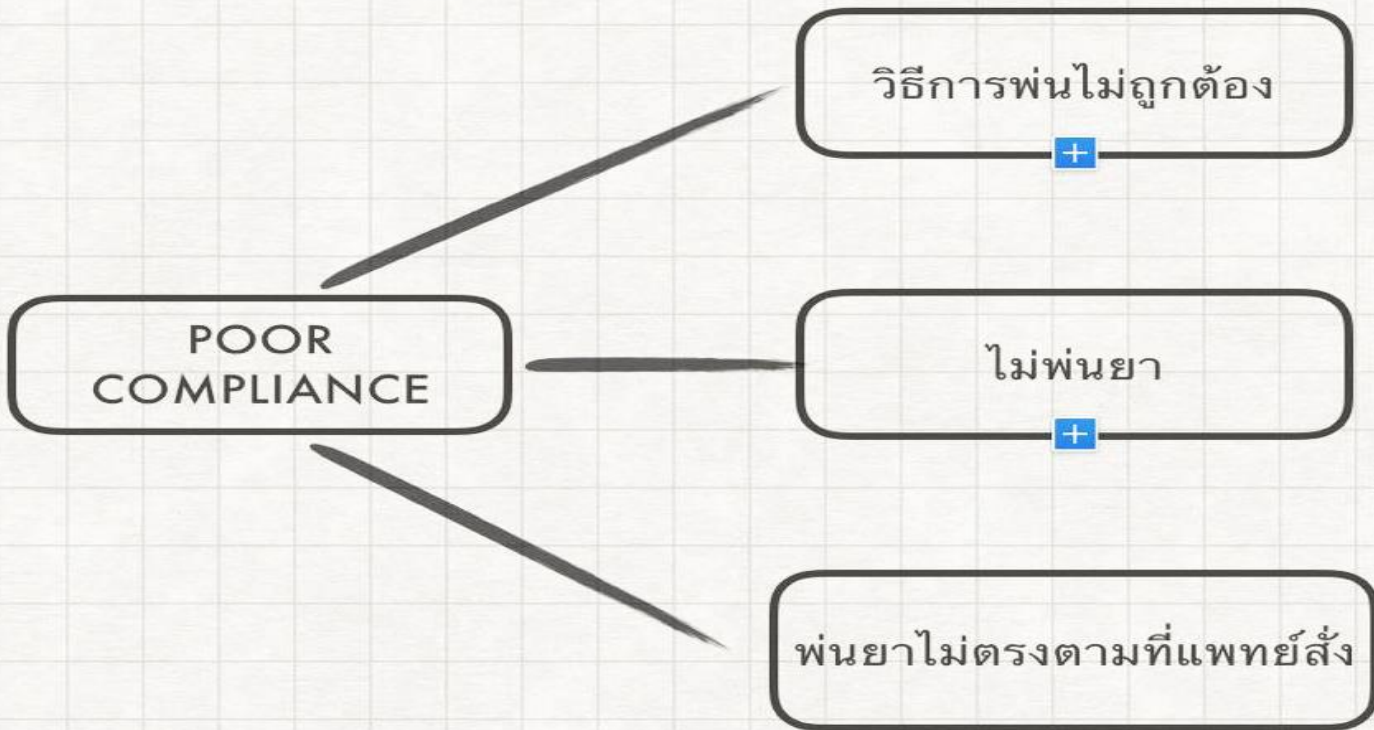 วิธีการพ่นไม่ถูกต้อง
POOR
COMPLIANCE
ไม่พ่นยา
พ่นยาไม่ตรงตามที่แพทย์สั่ง